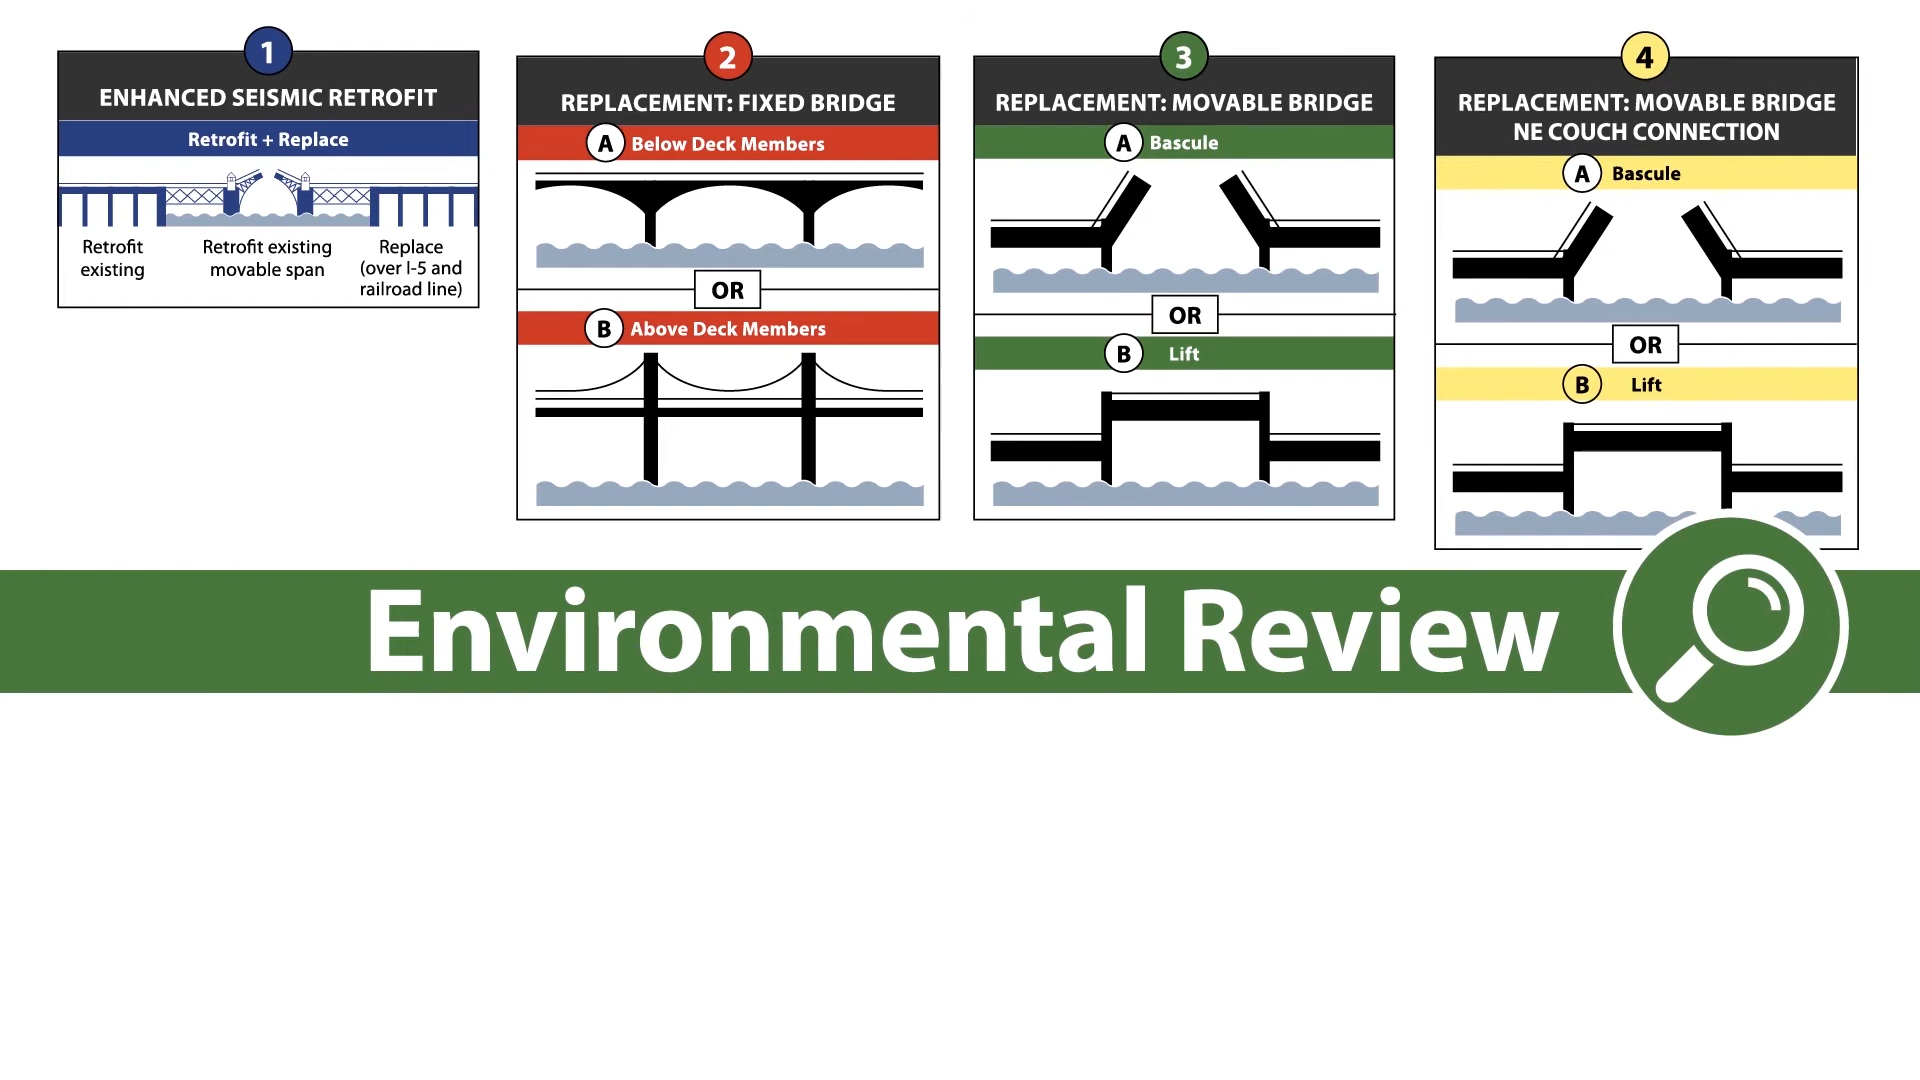 1
ENHANCED SEISMIC RETROFIT
Retrofit + Replace
Retrofit
existing
Retrofit existing
movable span
Replace
(over I-5 and
railroad line)
2
REPLACEMENT: FIXED BRIDGE
A Below Deck Members
OR
B Above Deck Members
3
REPLACEMENT: MOVABLE BRIDGE
A Bascule
OR
B Lift
4
REPLACEMENT: MOVABLE BRIDGE
NE COUCH CONNECTION
A Bascule
OR
B Lift
Environmental Review